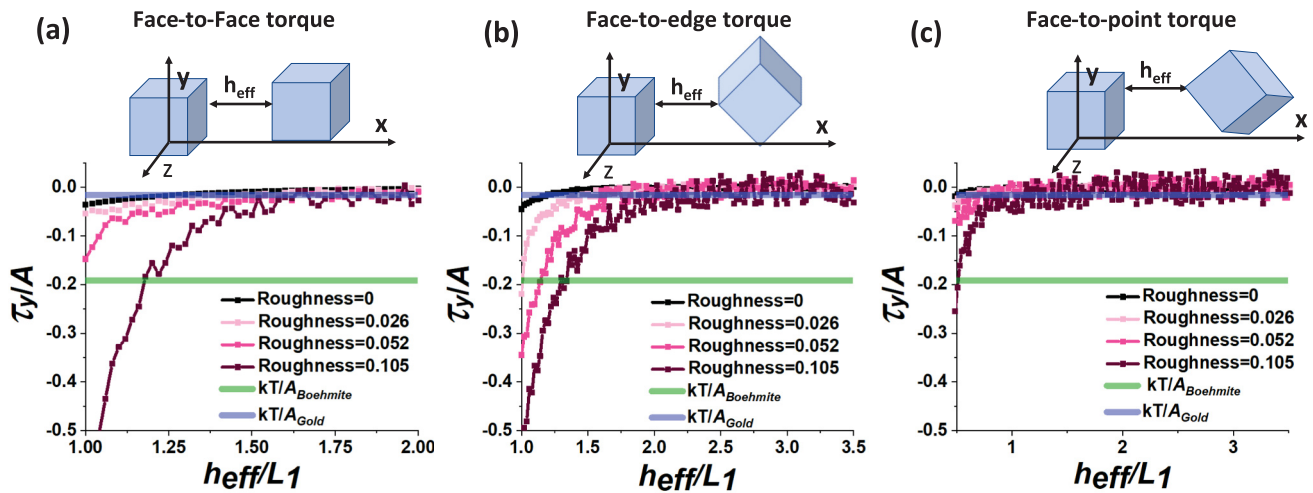 Face-to-Face torque
(a)
y
h_eff
x
z
0.0
-0.1
-0.2
-0.3
-0.4
-0.5
τ_y/A
Roughness=0
Roughness=0.026
Roughness=0.052
Roughness=0.105
kT/A_Boehmite
kT/A_Gold
1.00 1.25 1.50 1.75 2.00
h_eff/L_1
Face-to-edge torque
(b)
y
h_eff
x
z
0.0
-0.1
-0.2
-0.3
-0.4
-0.5
τ_y/A
Roughness=0
Roughness=0.026
Roughness=0.052
Roughness=0.105
kT/A_Boehmite
kT/A_Gold
1.0 1.5 2.0 2.5 3.0 3.5
h_eff/L_1
Face-to-point torque
(c)
y
h_eff
x
z
0.0
-0.1
-0.2
-0.3
-0.4
-0.5
τ_y/A
Roughness=0
Roughness=0.026
Roughness=0.052
Roughness=0.105
kT/A_Boehmite
kT/A_Gold
1 2 3
h_eff/L_1